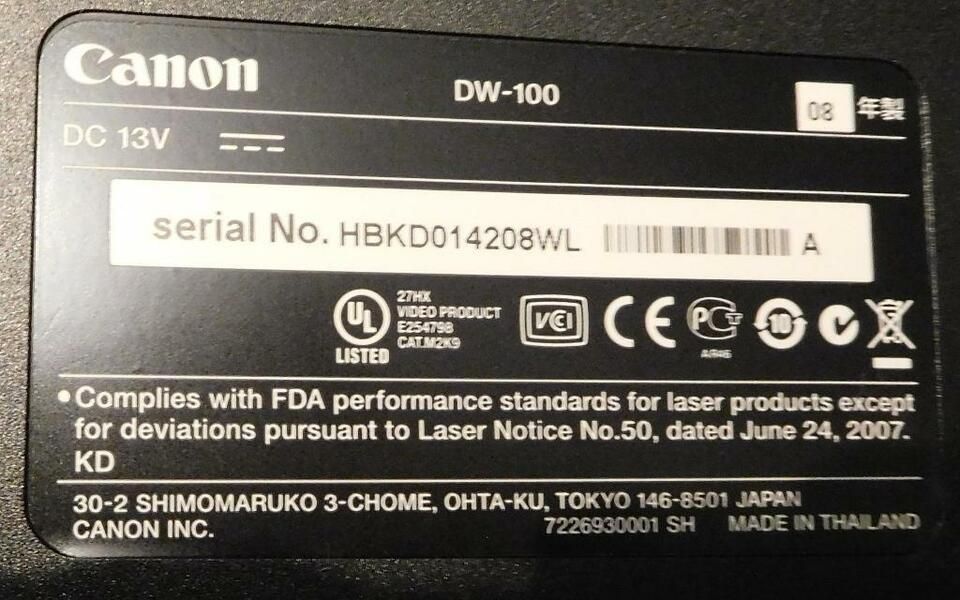 Canon
DW-100
08 年製
DC 13V
serial No. HBKD014208WL A
UL
LISTED
27HX
VIDEO PRODUCT
E254798
CAT.M2K9
VCI
CE
10
•Complies with FDA performance standards for laser products except
for deviations pursuant to Laser Notice No.50, dated June 24, 2007.
KD
30-2 SHIMOMARUKO 3-CHOME, OHTA-KU, TOKYO 146-8501 JAPAN
CANON INC.
7226930001 SH MADE IN THAILAND